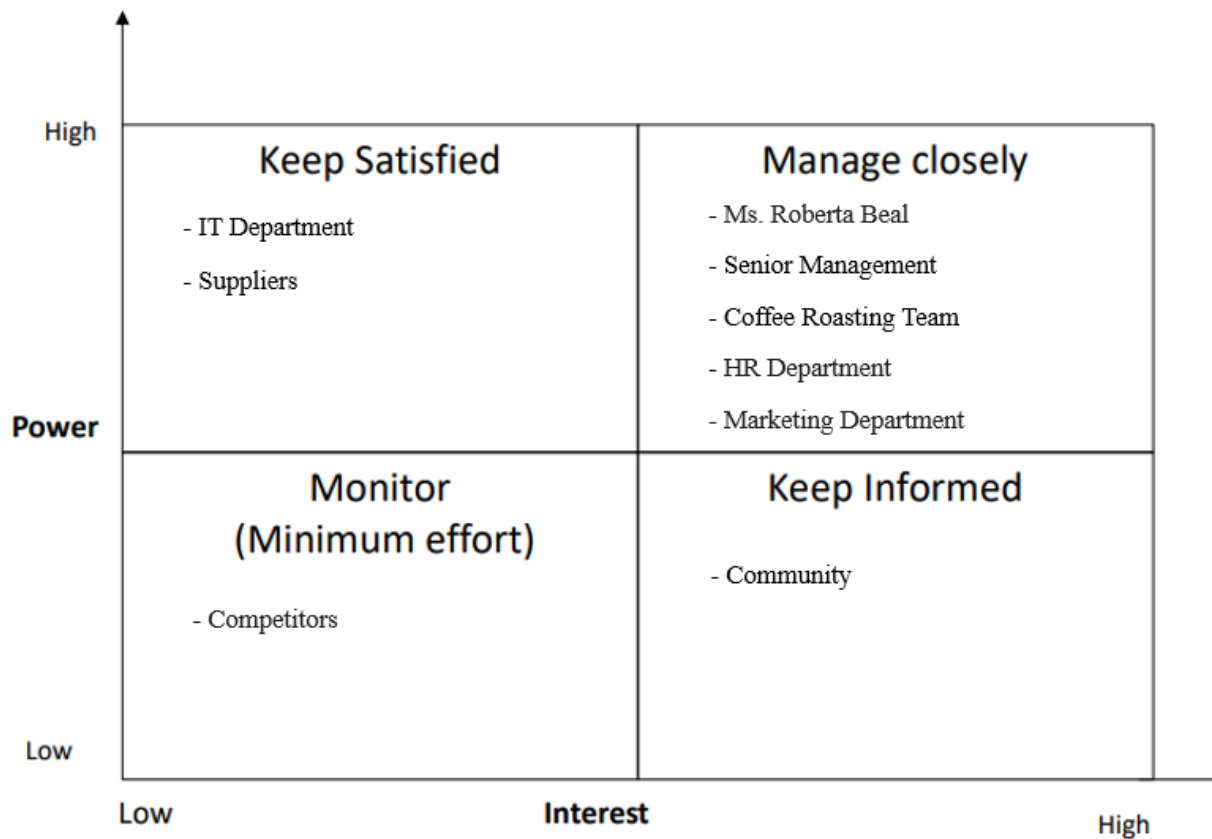 High
Keep Satisfied
- IT Department
- Suppliers
Manage closely
- Ms. Roberta Beal
- Senior Management
- Coffee Roasting Team
- HR Department
- Marketing Department
Power
Monitor
(Minimum effort)
- Competitors
Keep Informed
- Community
Low
Low
Interest
High